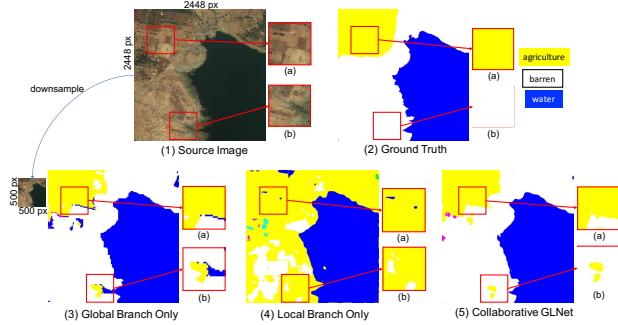 2448 px
2448 px
downsample
(a)
(b)
(1) Source Image
(a)
(b)
(2) Ground Truth
agriculture
barren
water
500 px
500 px
(a)
(b)
(3) Global Branch Only
(a)
(b)
(4) Local Branch Only
(a)
(b)
(5) Collaborative GLNet